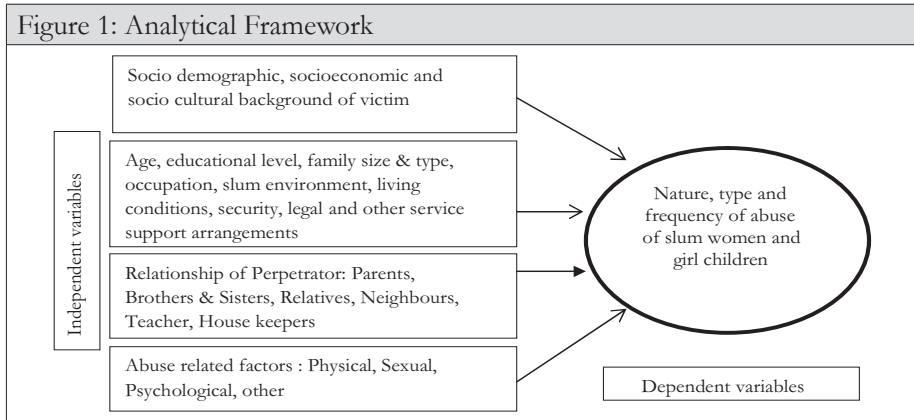 Figure 1: Analytical Framework
Socio demographic, socioeconomic and
socio cultural background of victim
Independent variables
Age, educational level, family size & type,
occupation, slum environment, living
conditions, security, legal and other service
support arrangements
Relationship of Perpetrator: Parents,
Brothers & Sisters, Relatives, Neighbours,
Teacher, House keepers
Abuse related factors : Physical, Sexual,
Psychological, other
Nature, type and
frequency of abuse
of slum women and
girl children
Dependent variables